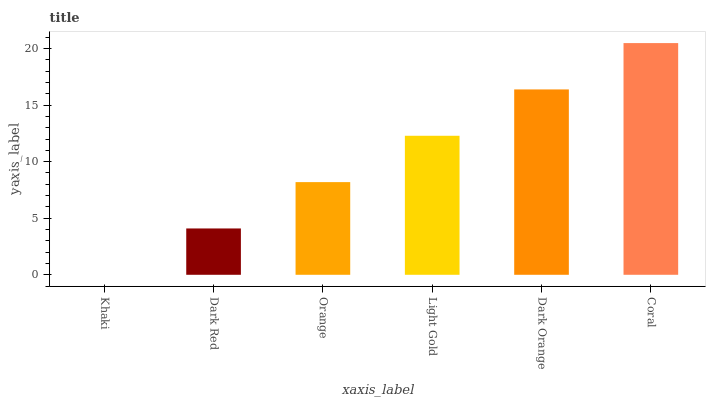 title
yaxis_label
20
15
10
5
0
Khaki
Dark Red
Orange
Light Gold
Dark Orange
Coral
xaxis_label